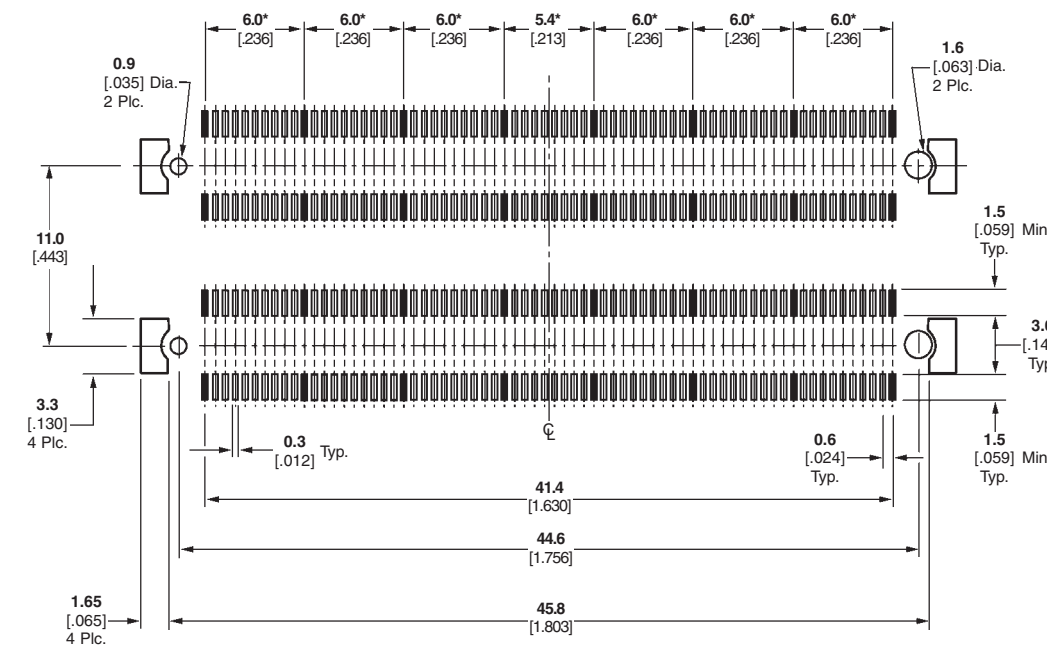 6.0* 6.0* 6.0* 5.4* 6.0* 6.0* 6.0*
[.236] [.236] [.236] [.213] [.236] [.236] [.236]
0.9
[.035] Dia.
2 Plc.
1.6
[.063] Dia.
2 Plc.
11.0
[.443]
1.5
[.059] Min
Typ.
3.3
[.130]
4 Plc.
0.3
[.012] Typ.
℄
0.6
[.024]
Typ.
1.5
[.059] Min
Typ.
41.4
[1.630]
44.6
[1.756]
1.65
[.065]
4 Plc.
45.8
[1.803]